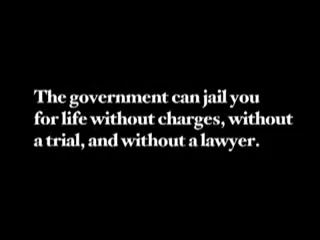 The government can jail you
for life without charges, without
a trial, and without a lawyer.